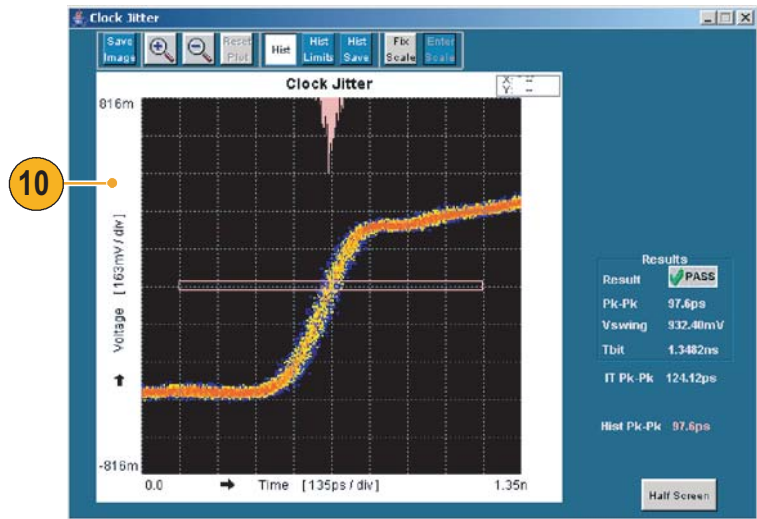 Clock Jitter
Save Image
Reset Plot
Hist
Hist Limits
Hist Save
Fix Scale
Enter Scale
Clock Jitter
X: --
Y: --
816m
10
Voltage [163mV/div]
-816m
0.0
Time [135ps/div]
1.35n
Results
Result PASS
Pk-Pk 97.6ps
Vswing 932.40mV
Tbit 1.3482ns
IT Pk-Pk 124.12ps
Hist Pk-Pk 97.6ps
Half Screen